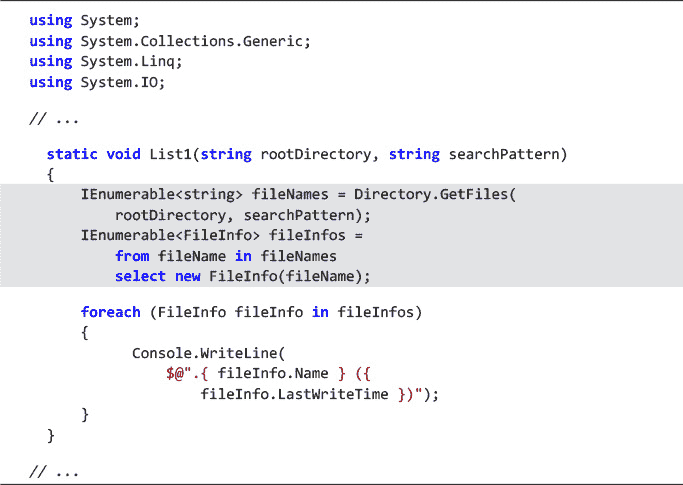 using System;
using System.Collections.Generic;
using System.Linq;
using System.IO;
// ...
static void List1(string rootDirectory, string searchPattern)
{
IEnumerable<string> fileNames = Directory.GetFiles(
rootDirectory, searchPattern);
IEnumerable<FileInfo> fileInfos =
from fileName in fileNames
select new FileInfo(fileName);
foreach (FileInfo fileInfo in fileInfos)
{
Console.WriteLine(
$@".{ fileInfo.Name } ({
fileInfo.LastWriteTime })");
}
}
// ...